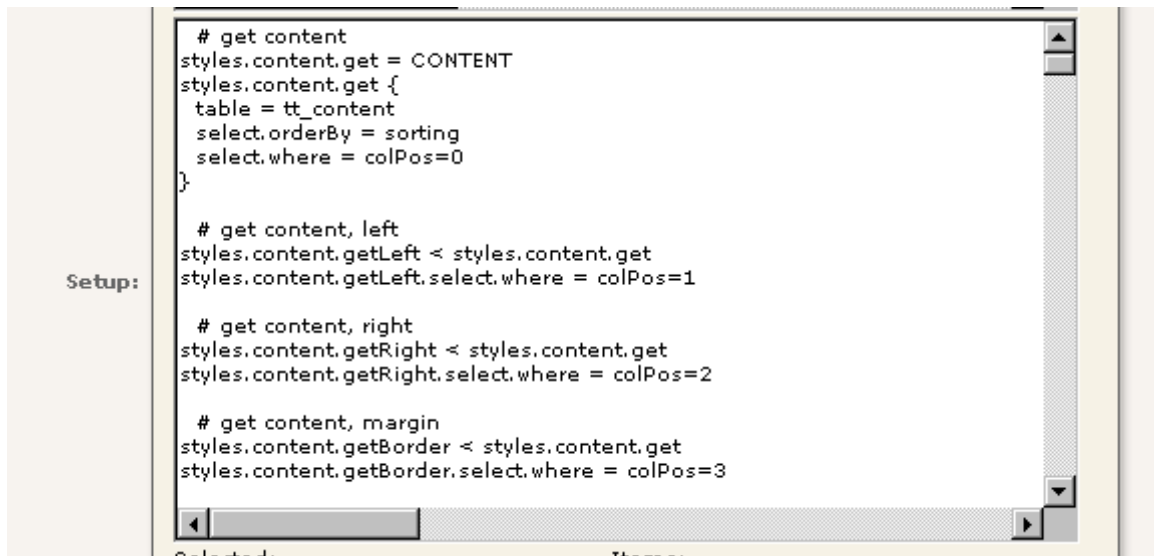 # get content
styles.content.get = CONTENT
styles.content.get {
table = tt_content
select.orderBy = sorting
select.where = colPos=0
}
# get content, left
styles.content.getLeft < styles.content.get
Setup:
styles.content.getLeft.select.where = colPos=1
# get content, right
styles.content.getRight < styles.content.get
styles.content.getRight.select.where = colPos=2
# get content, margin
styles.content.getBorder < styles.content.get
styles.content.getBorder.select.where = colPos=3